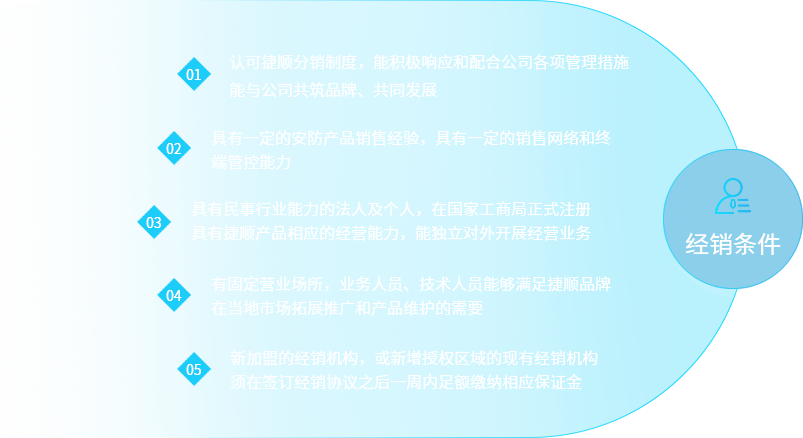 01
认可捷顺分销制度，能积极响应和配合公司各项管理措施
能与公司共筑品牌、共同发展
02
具有一定的安防产品销售经验，具有一定的销售网络和终
端管控能力
03
具有民事行业能力的法人及个人，在国家工商局正式注册
具有捷顺产品相应的经营能力，能独立对外开展经营业务
04
有固定营业场所，业务人员、技术人员能够满足捷顺品牌
在当地市场拓展推广和产品维护的需要
05
新加盟的经销机构，或新增授权区域的现有经销机构
须在签订经销协议之后一周内足额缴纳相应保证金
经销条件